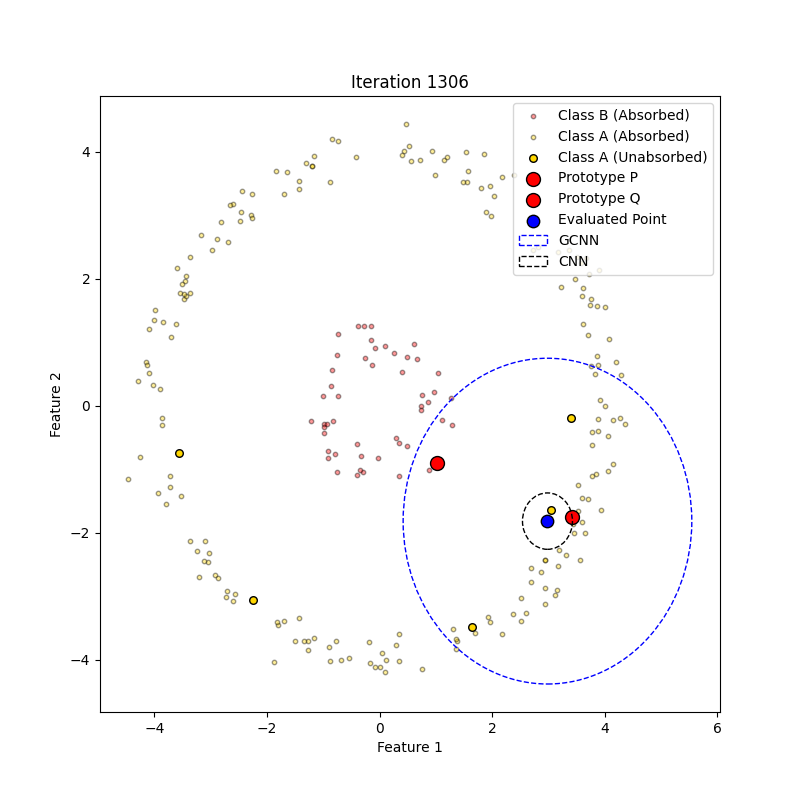 Iteration 1306
Class B (Absorbed)
Class A (Absorbed)
Class A (Unabsorbed)
Prototype P
Prototype Q
Evaluated Point
GCNN
CNN
4
2
0
−2
−4
Feature 2
−4
−2
0
2
4
6
Feature 1